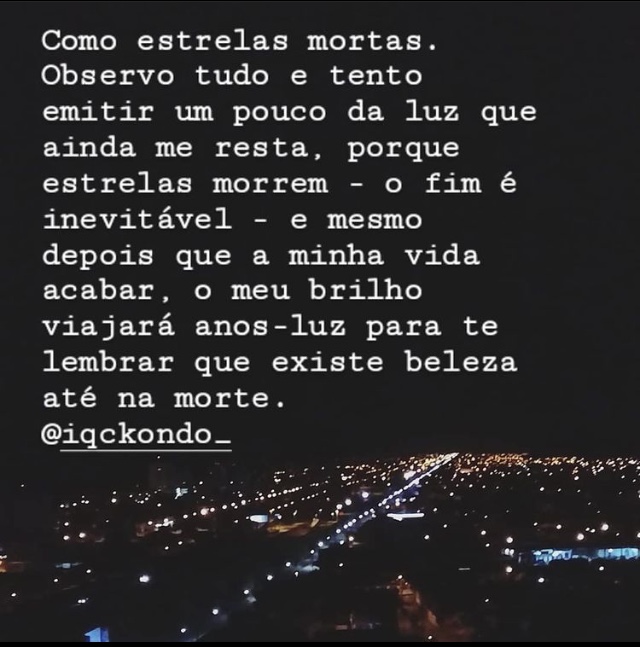 Como estrelas mortas.
Observo tudo e tento
emitir um pouco da luz que
ainda me resta, porque
estrelas morrem - o fim é
inevitável - e mesmo
depois que a minha vida
acabar, o meu brilho
viajará anos-luz para te
lembrar que existe beleza
até na morte.
@iqckondo_